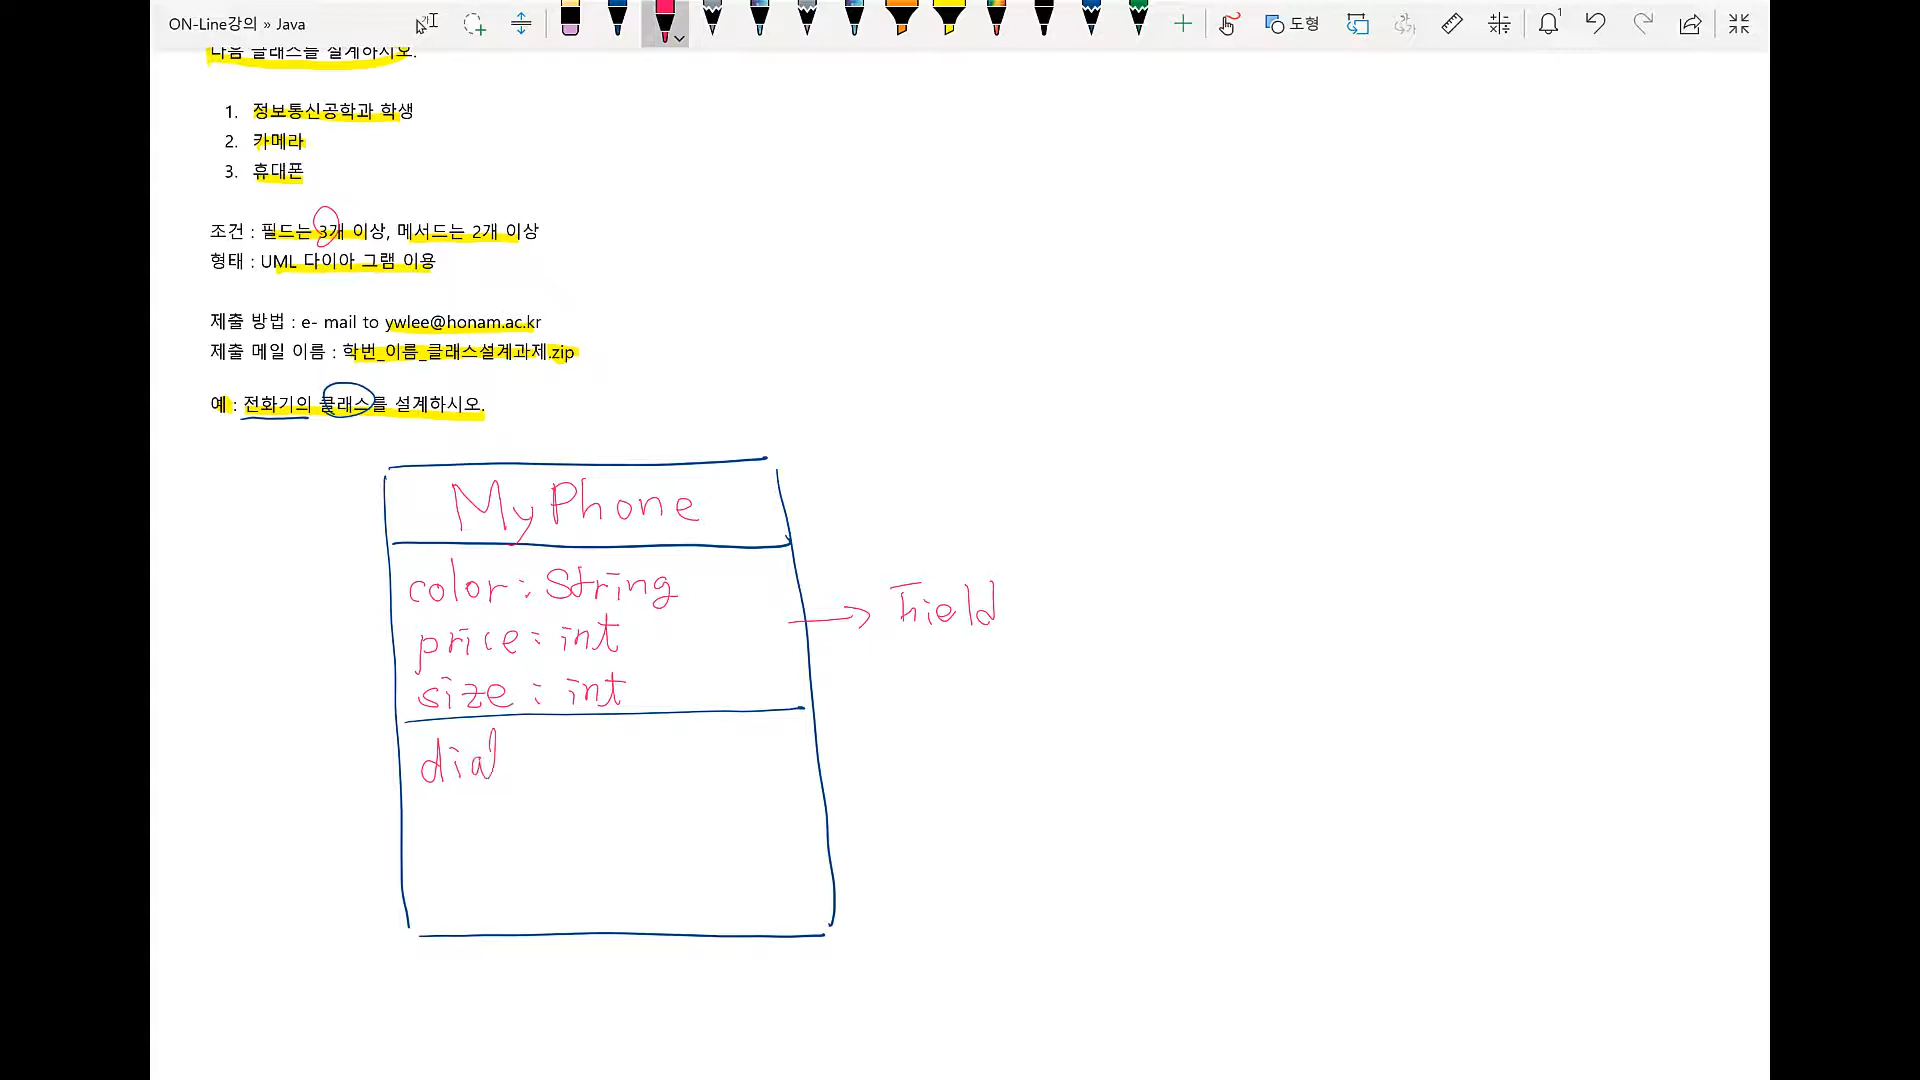 ON-Line강의 » Java
도형
다음 클래스를 설계하시오.
1. 정보통신공학과 학생
2. 카메라
3. 휴대폰
조건 : 필드는 3개 이상, 메서드는 2개 이상
형태 : UML 다이아 그램 이용
제출 방법 : e- mail to ywlee@honam.ac.kr
제출 메일 이름 : 학번_이름_클래스설계과제.zip
예 : 전화기의 클래스를 설계하시오.
MyPhone
color : String
price : int
size : int
Field
dial